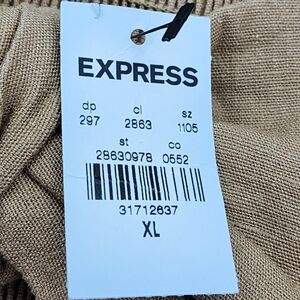 EXPRESS
dp cl sz
297 2863 1105
st co
28630978 0552
31712637
XL